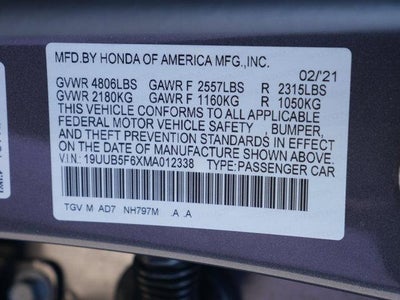 MFD.BY HONDA OF AMERICA MFG.,INC.
02/'21
GVWR 4806LBS GAWR F 2557LBS R 2315LBS
GVWR 2180KG GAWR F 1160KG R 1050KG
THIS VEHICLE CONFORMS TO ALL APPLICABLE
FEDERAL MOTOR VEHICLE SAFETY , BUMPER,
AND THEFT PREVENTION STANDARDS IN EFFECT ON
THE DATE OF MANUFACTURE SHOWN ABOVE.
V.I.N: 19UUB5F6XMA012338 TYPE:PASSENGER CAR
TGV M AD7 NH797M .A .A